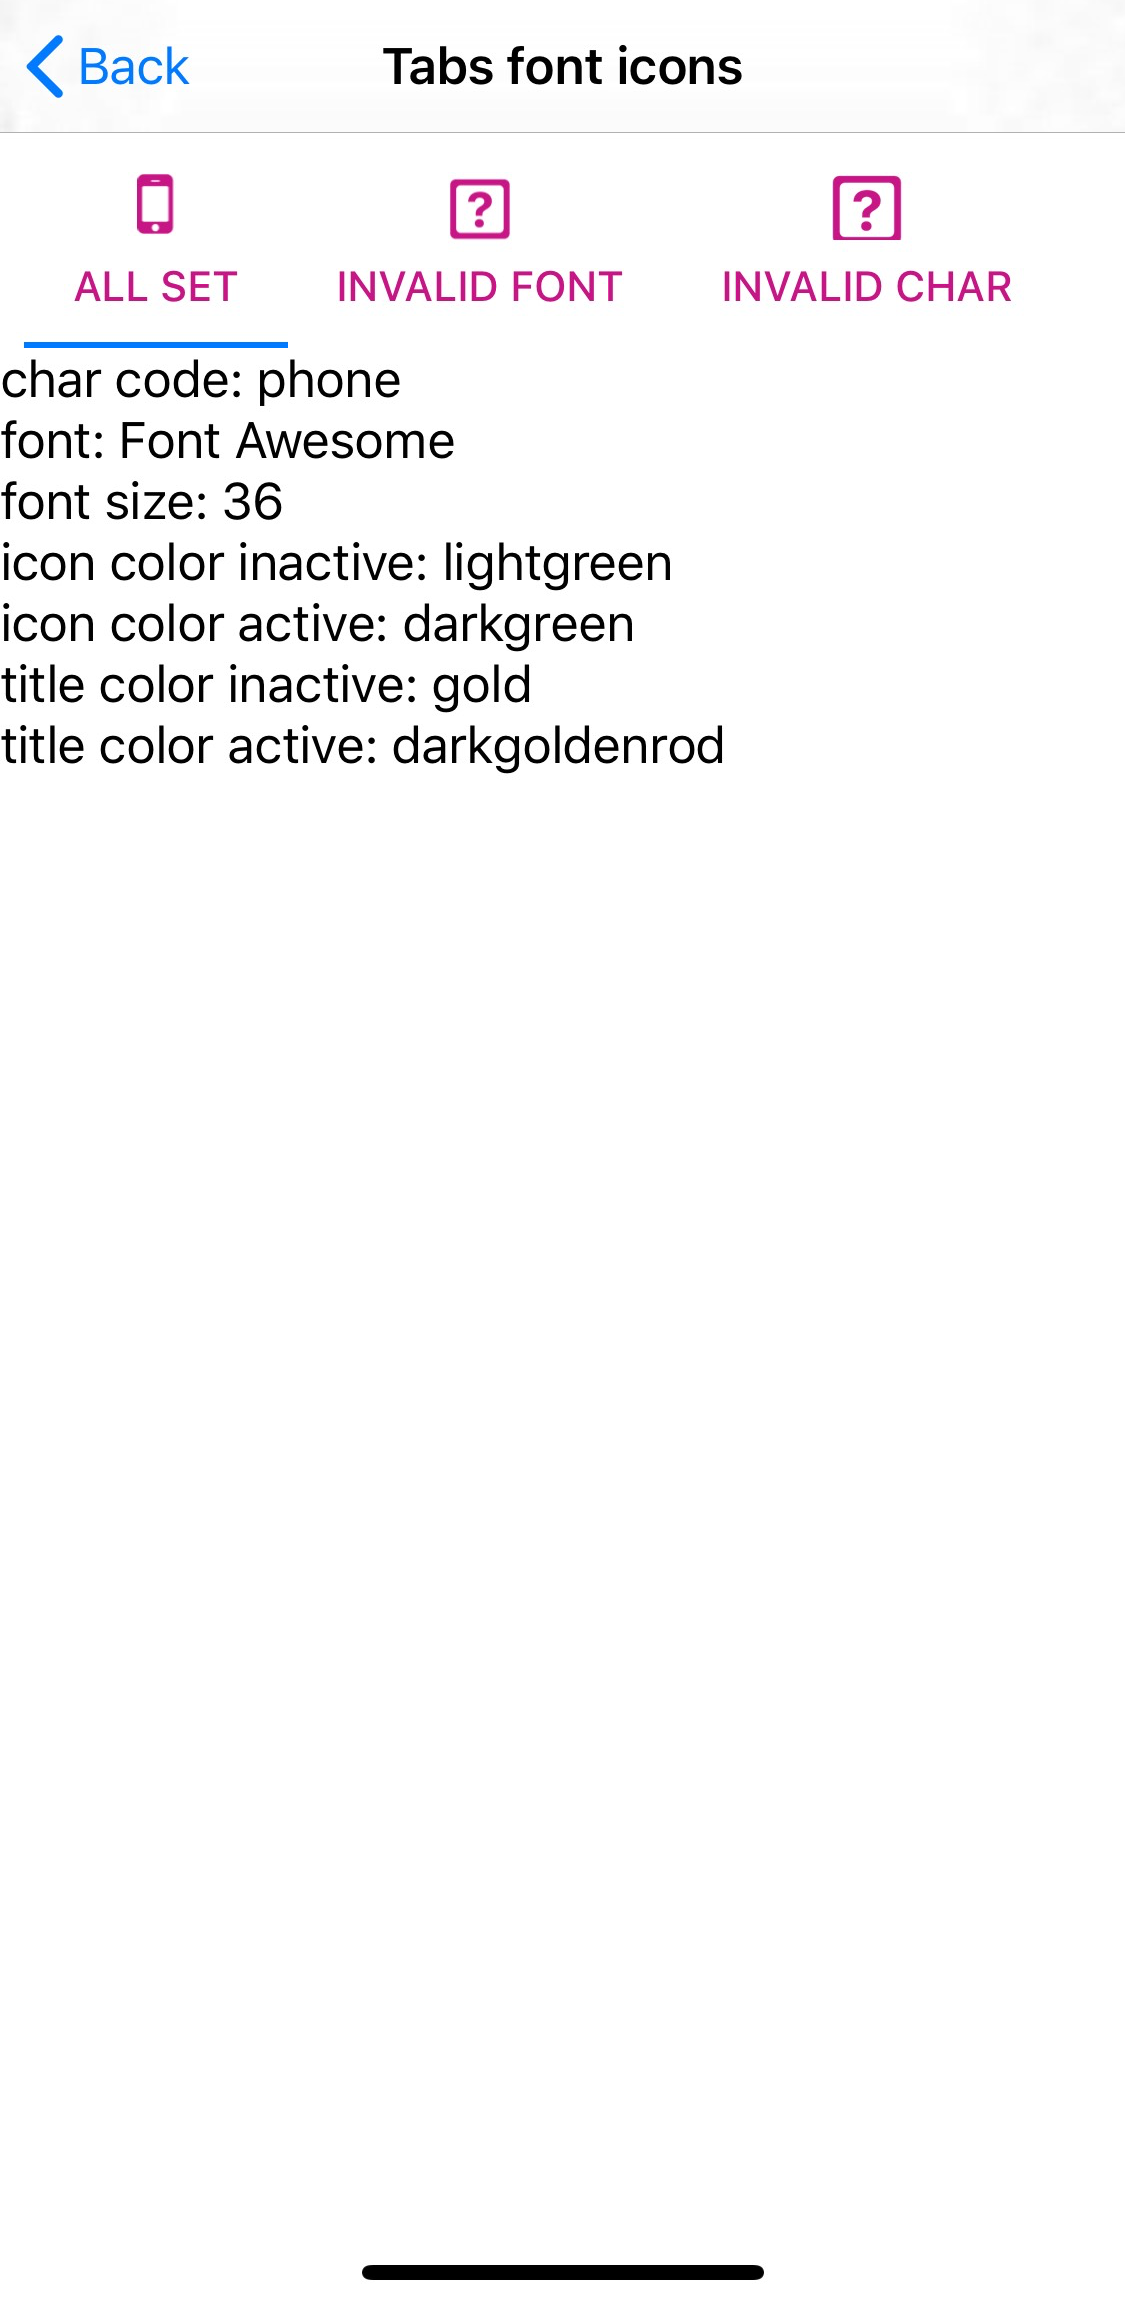 Back
Tabs font icons
ALL SET
INVALID FONT
INVALID CHAR
char code: phone
font: Font Awesome
font size: 36
icon color inactive: lightgreen
icon color active: darkgreen
title color inactive: gold
title color active: darkgoldenrod